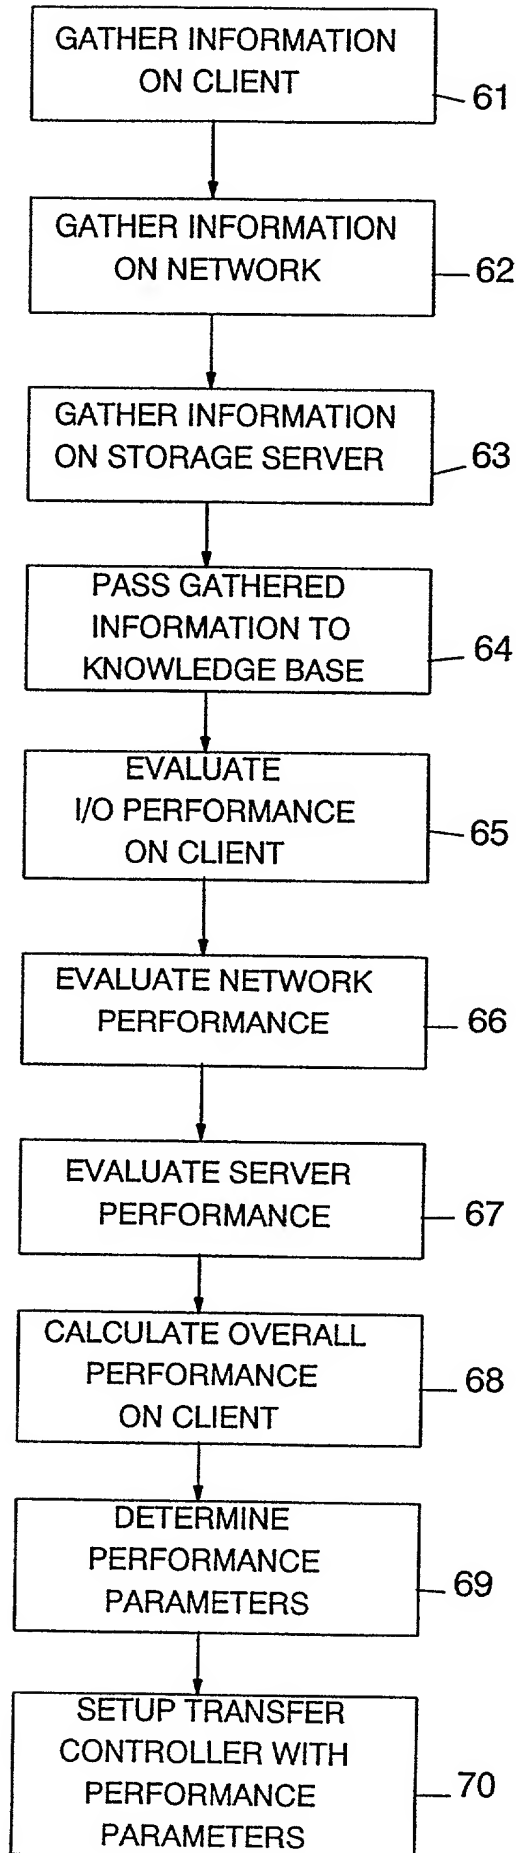 GATHER INFORMATION
ON CLIENT
61
GATHER INFORMATION
ON NETWORK
62
GATHER INFORMATION
ON STORAGE SERVER
63
PASS GATHERED
INFORMATION TO
KNOWLEDGE BASE
64
EVALUATE
I/O PERFORMANCE
ON CLIENT
65
EVALUATE NETWORK
PERFORMANCE
66
EVALUATE SERVER
PERFORMANCE
67
CALCULATE OVERALL
PERFORMANCE
ON CLIENT
68
DETERMINE
PERFORMANCE
PARAMETERS
69
SETUP TRANSFER
CONTROLLER WITH
PERFORMANCE
PARAMETERS
70